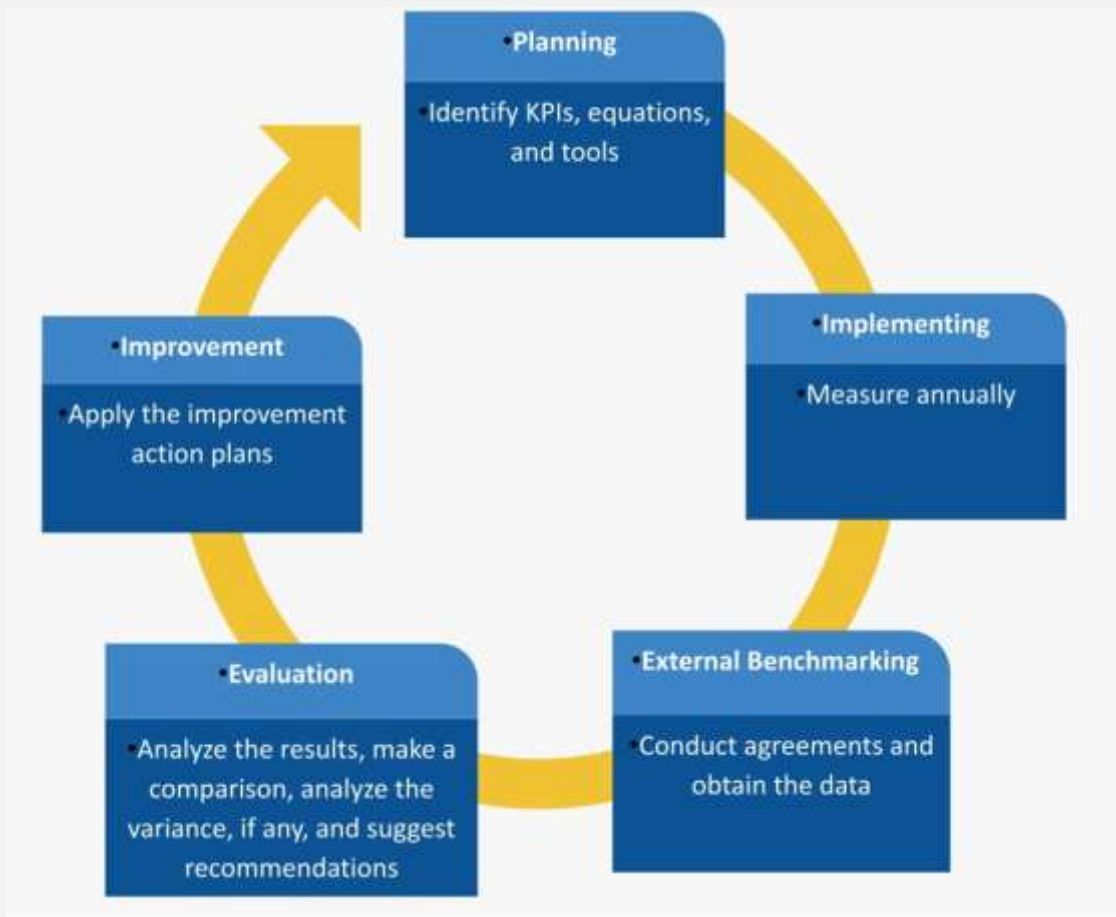 •Planning
•Identify KPIs, equations,
and tools
•Implementing
•Measure annually
•External Benchmarking
•Conduct agreements and
obtain the data
•Evaluation
•Analyze the results, make a
comparison, analyze the
variance, if any, and suggest
recommendations
•Improvement
•Apply the improvement
action plans